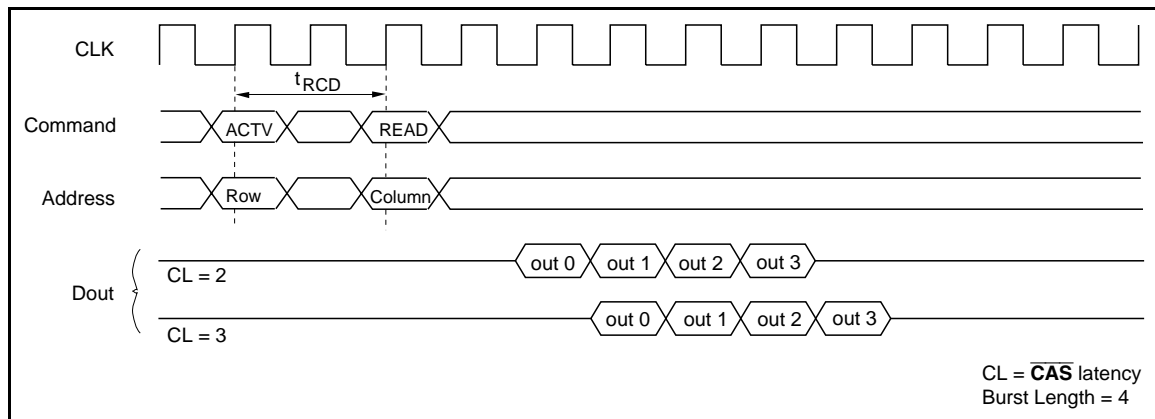 CLK
tRCD
Command
ACTV
READ
Address
Row
Column
Dout
CL = 2
out 0 out 1 out 2 out 3
CL = 3
out 0 out 1 out 2 out 3
CL = CAS latency
Burst Length = 4